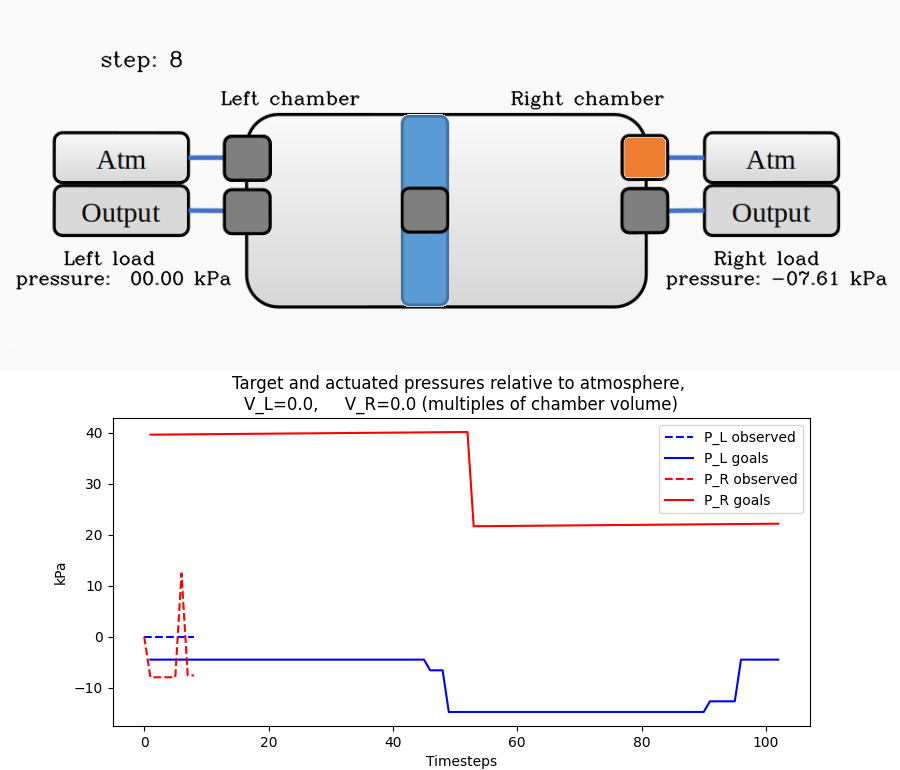 step: 8
Left chamber
Right chamber
Atm
Atm
Output
Output
Left load
pressure: 00.00 kPa
Right load
pressure: −07.61 kPa
Target and actuated pressures relative to atmosphere,
V_L=0.0, V_R=0.0 (multiples of chamber volume)
P_L observed
P_L goals
P_R observed
P_R goals
kPa
40
30
20
10
0
−10
0 20 40 60 80 100
Timesteps